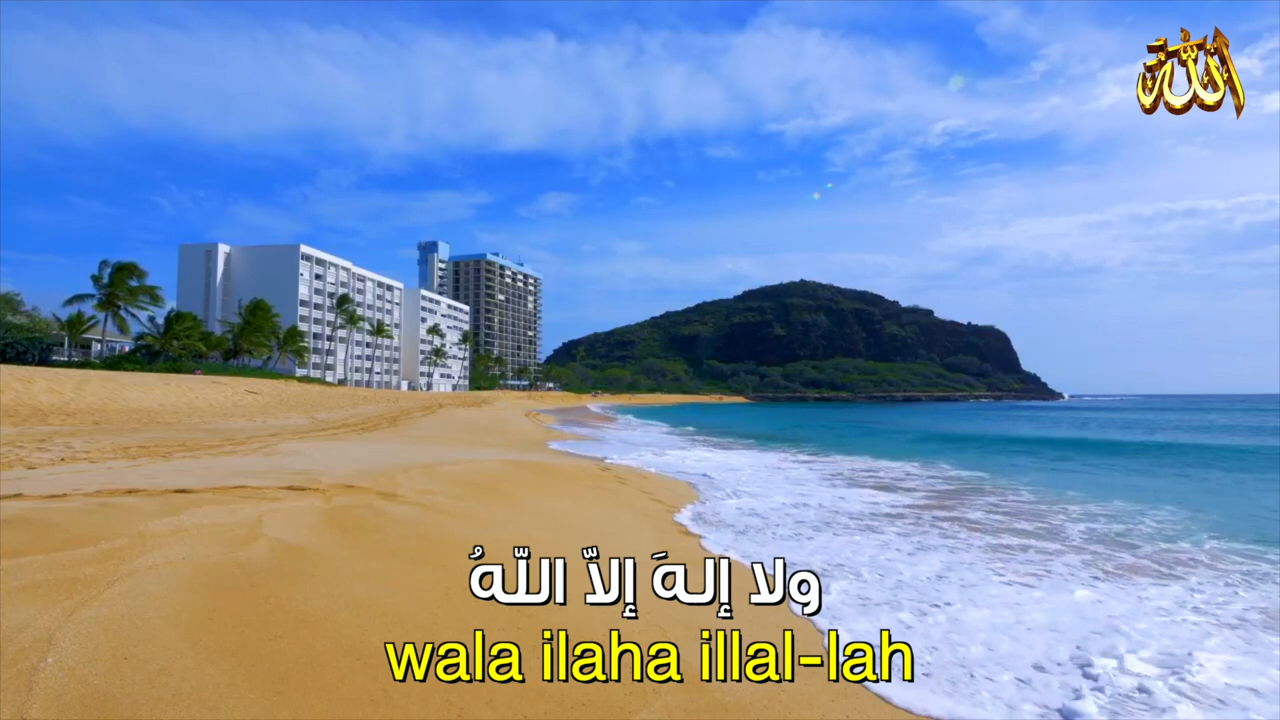 الله
ولا إلهَ إلاّ اللّهُ
wala ilaha illal-lah